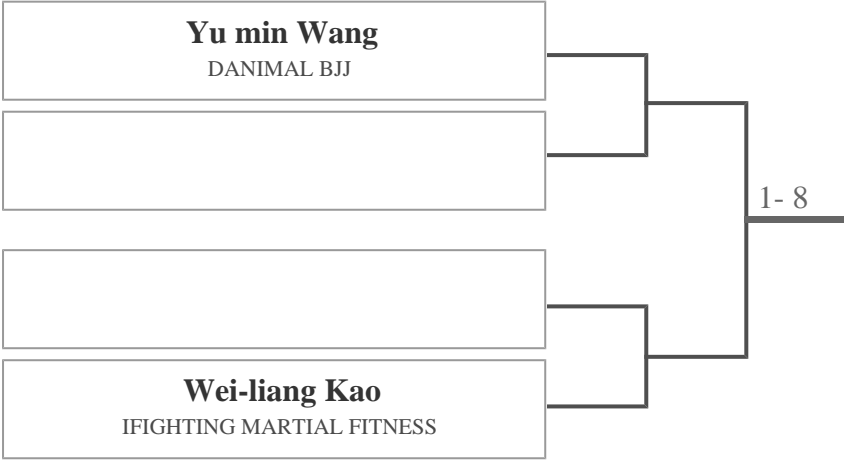 Yu min Wang
DANIMAL BJJ
1- 8
Wei-liang Kao
IFIGHTING MARTIAL FITNESS